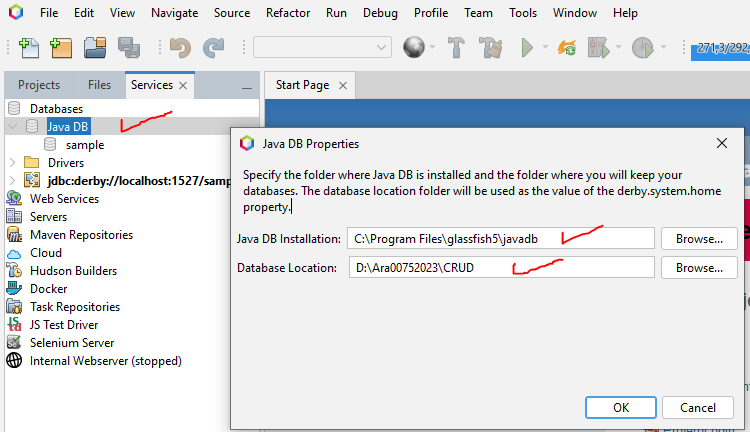 File Edit View Navigate Source Refactor Run Debug Profile Team Tools Window Help
271,3/292,
Projects Files Services
Start Page
Databases
Java DB
sample
Drivers
jdbc:derby://localhost:1527/samp
Web Services
Servers
Maven Repositories
Cloud
Hudson Builders
Docker
Task Repositories
JS Test Driver
Selenium Server
Internal Webserver (stopped)
Java DB Properties
Specify the folder where Java DB is installed and the folder where you will keep your
databases. The database location folder will be used as the value of the derby.system.home
property.
Java DB Installation: C:\Program Files\glassfish5\javadb Browse...
Database Location: D:\Ara00752023\CRUD Browse...
OK Cancel